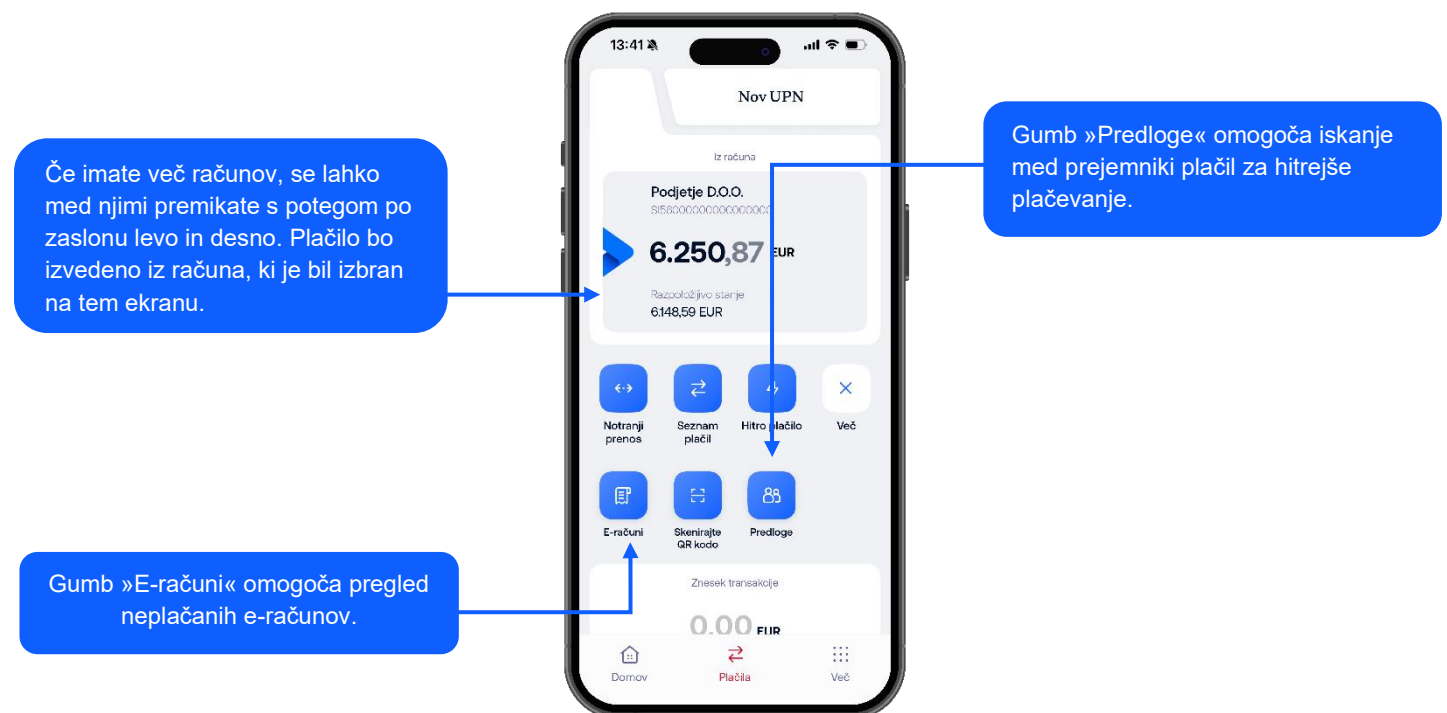 13:41
Nov UPN
Če imate več računov, se lahko
med njimi premikate s potegom po
zaslonu levo in desno. Plačilo bo
izvedeno iz računa, ki je bil izbran
na tem ekranu.
Gumb »Predloge« omogoča iskanje
med prejemniki plačil za hitrejše
plačevanje.
Iz računa
Podjetje D.O.O.
6.250,87 EUR
Razpoložljivo stanje
6.148,59 EUR
Notranji
prenos
Seznam
plačil
Hitro plačilo
Več
E-računi
Skenirajte
QR kodo
Predloge
Gumb »E-računi« omogoča pregled
neplačanih e-računov.
Znesek transakcije
0,00 EUR
Domov
Plačila
Več